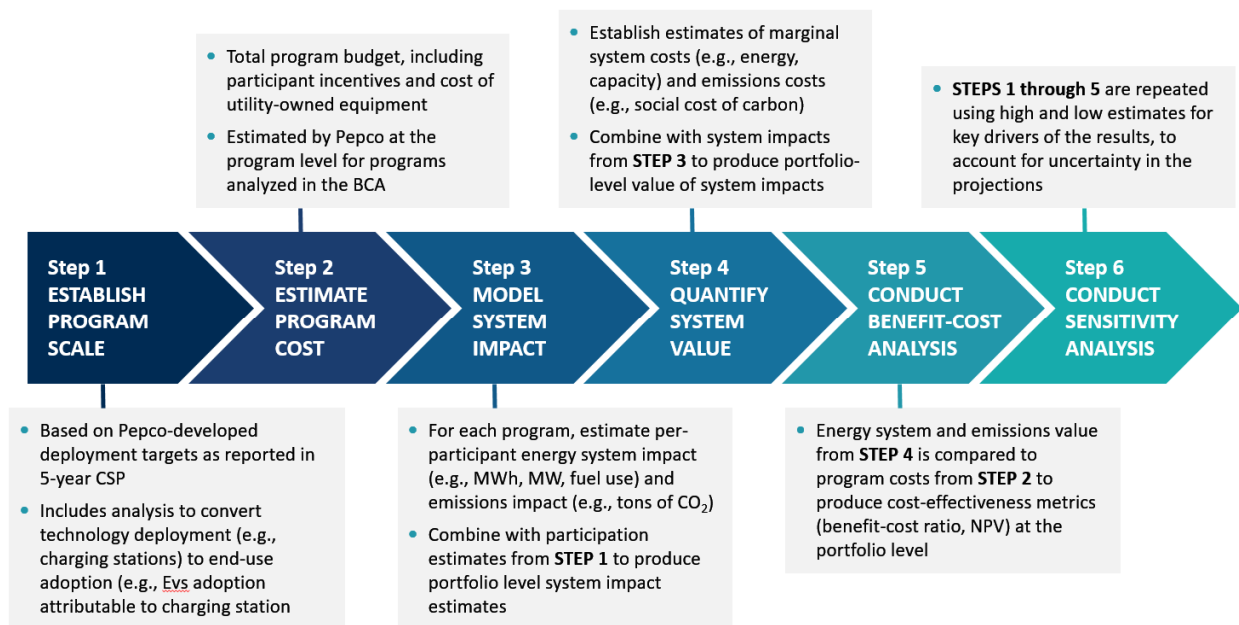 Total program budget, including
participant incentives and cost of
utility-owned equipment
Estimated by Pepco at the
program level for programs
analyzed in the BCA
Establish estimates of marginal
system costs (e.g., energy,
capacity) and emissions costs
(e.g., social cost of carbon)
Combine with system impacts
from STEP 3 to produce portfolio-
level value of system impacts
STEPS 1 through 5 are repeated
using high and low estimates for
key drivers of the results, to
account for uncertainty in the
projections
Step 1
ESTABLISH
PROGRAM
SCALE
Step 2
ESTIMATE
PROGRAM
COST
Step 3
MODEL
SYSTEM
IMPACT
Step 4
QUANTIFY
SYSTEM
VALUE
Step 5
CONDUCT
BENEFIT-COST
ANALYSIS
Step 6
CONDUCT
SENSITIVITY
ANALYSIS
Based on Pepco-developed
deployment targets as reported in
5-year CSP
Includes analysis to convert
technology deployment (e.g.,
charging stations) to end-use
adoption (e.g., Evs adoption
attributable to charging station
For each program, estimate per-
participant energy system impact
(e.g., MWh, MW, fuel use) and
emissions impact (e.g., tons of CO₂)
Combine with participation
estimates from STEP 1 to produce
portfolio level system impact
estimates
Energy system and emissions value
from STEP 4 is compared to
program costs from STEP 2 to
produce cost-effectiveness metrics
(benefit-cost ratio, NPV) at the
portfolio level